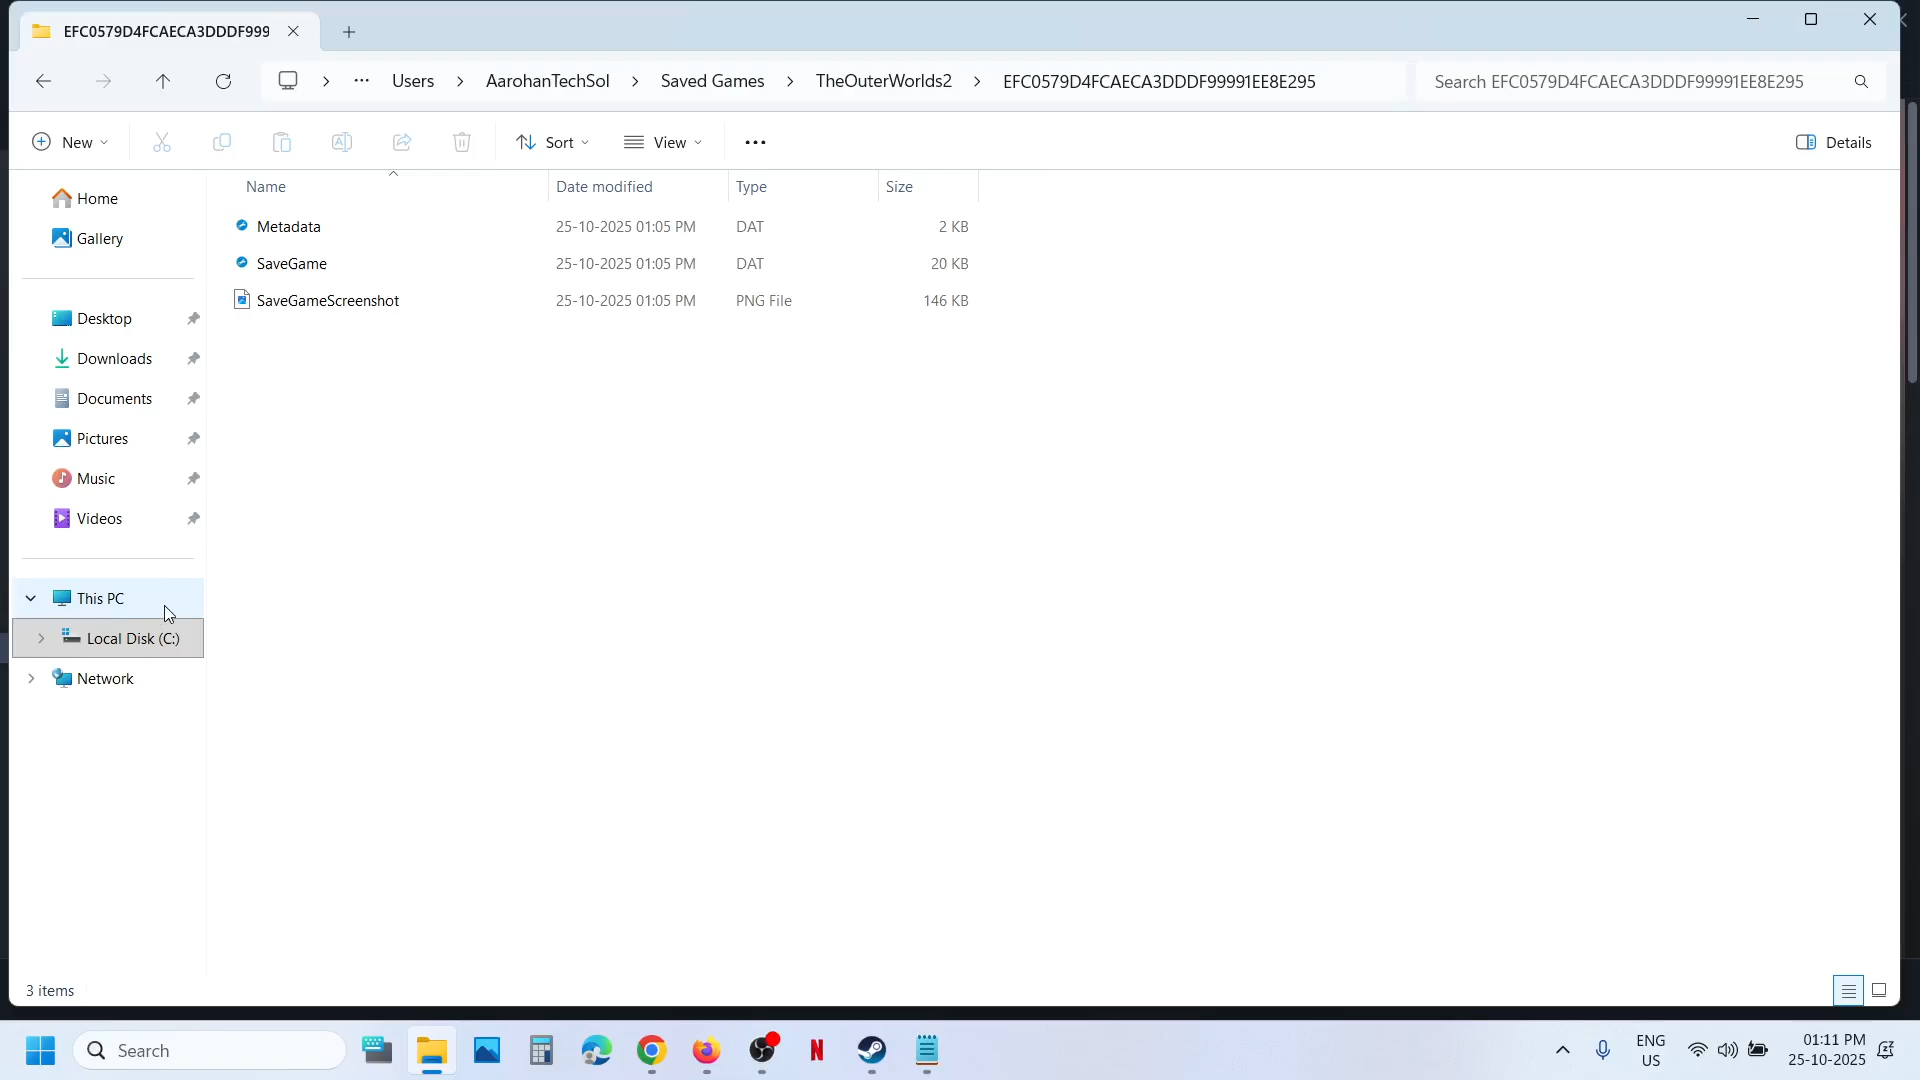 EFC0579D4FCAECA3DDDF999
Users > AarohanTechSol > Saved Games > TheOuterWorlds2 > EFC0579D4FCAECA3DDDF99991EE8E295
Search EFC0579D4FCAECA3DDDF99991EE8E295
New
Sort
View
Details
Name Date modified Type Size
Metadata 25-10-2025 01:05 PM DAT 2 KB
SaveGame 25-10-2025 01:05 PM DAT 20 KB
SaveGameScreenshot 25-10-2025 01:05 PM PNG File 146 KB
Home
Gallery
Desktop
Downloads
Documents
Pictures
Music
Videos
This PC
Local Disk (C:)
Network
3 items
Search
N
ENG
US
01:11 PM
25-10-2025